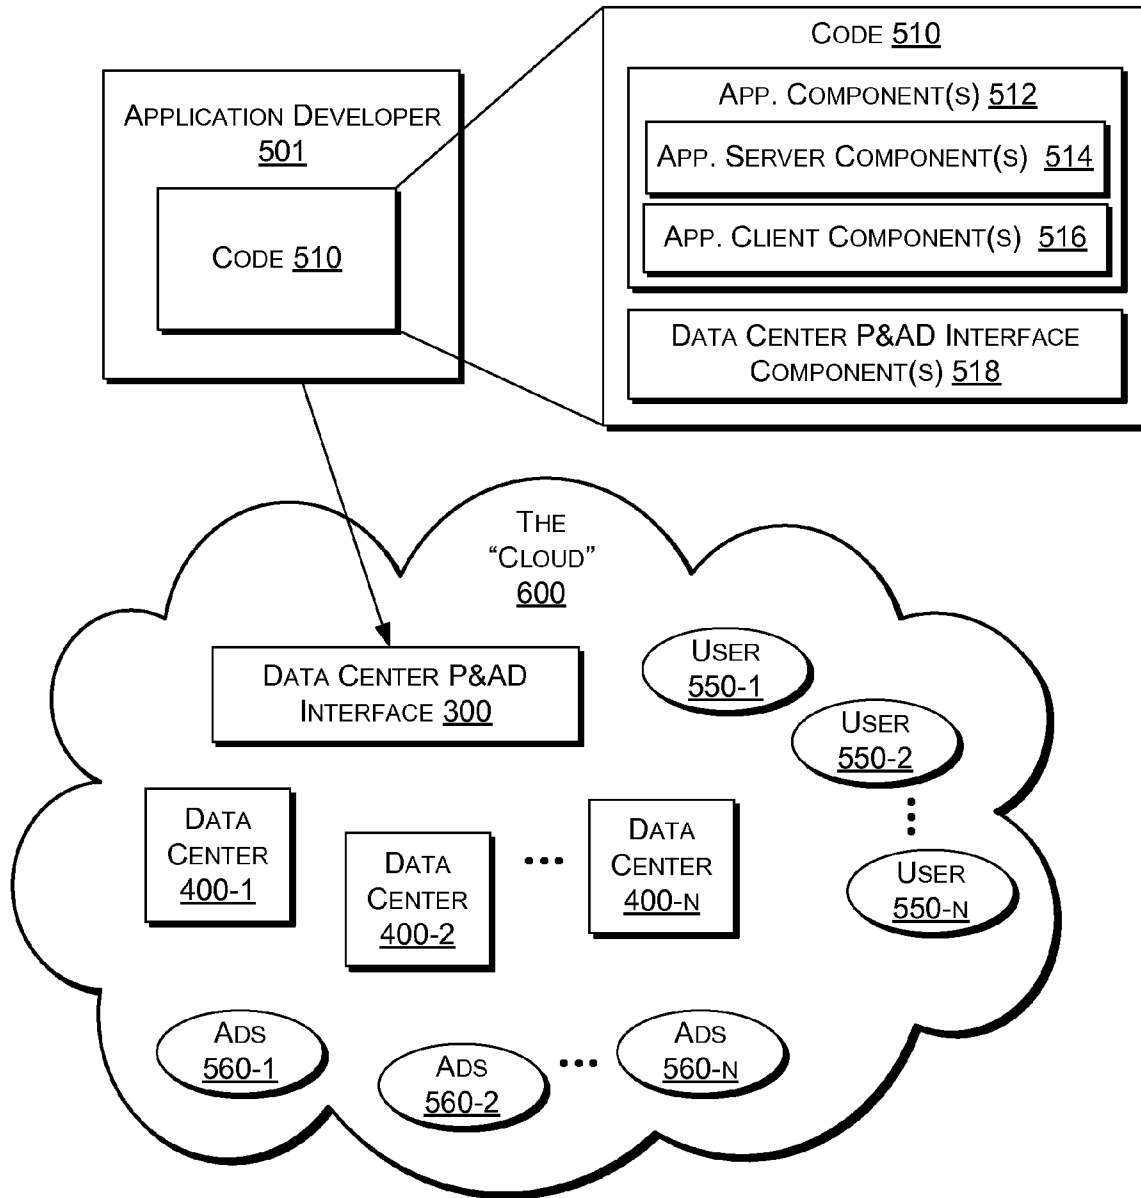 CODE 510
APP. COMPONENT(S) 512
APP. SERVER COMPONENT(S) 514
APP. CLIENT COMPONENT(S) 516
DATA CENTER P&AD INTERFACE
COMPONENT(S) 518
APPLICATION DEVELOPER
501
CODE 510
THE
“CLOUD”
600
DATA CENTER P&AD
INTERFACE 300
USER
550-1
USER
550-2
USER
550-N
DATA
CENTER
400-1
DATA
CENTER
400-2
DATA
CENTER
400-N
ADS
560-1
ADS
560-2
ADS
560-N